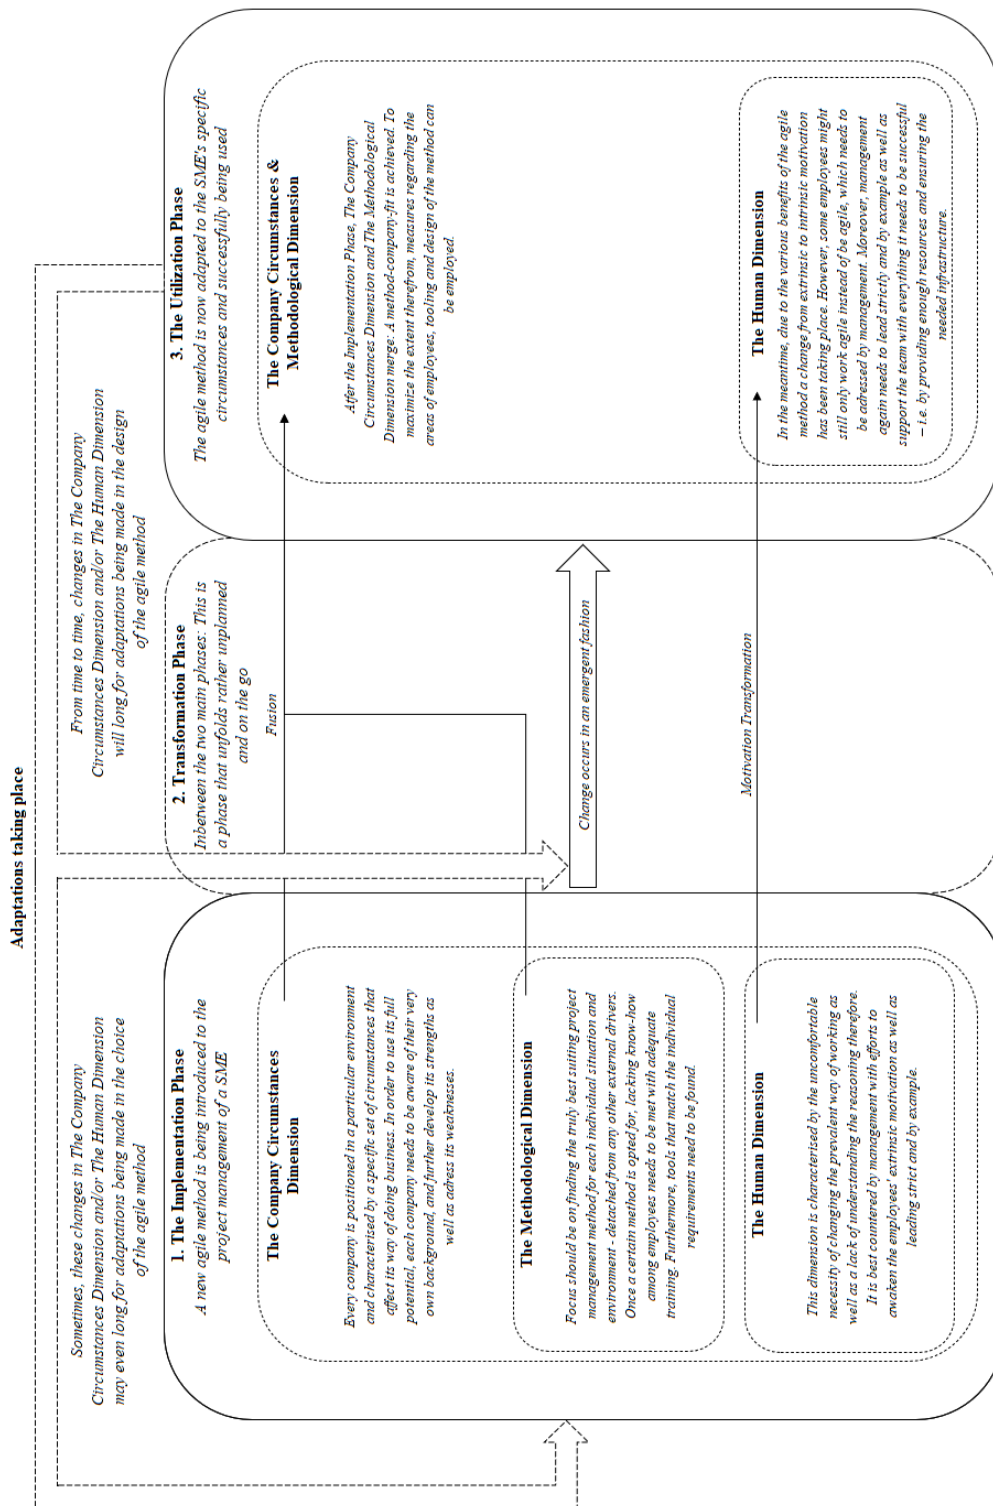 Adaptations taking place
Sometimes, these changes in The Company
Circumstances Dimension and/or The Human Dimension
may even long for adaptations being made in the choice
of the agile method
From time to time, changes in The Company
Circumstances Dimension and/or The Human Dimension
will long for adaptations being made in the design
of the agile method
1. The Implementation Phase
A new agile method is being introduced to the
project management of a SME
The Company Circumstances
Dimension
Every company is positioned in a particular environment
and characterised by a specific set of circumstances that
affect its way of doing business. In order to use its full
potential, each company needs to be aware of their very
own background, and further develop its strengths as
well as adress its weaknesses.
The Methodological Dimension
Focus should be on finding the truly best suiting project
management method for each individual situation and
environment - detached from any other external drivers.
Once a certain method is opted for, lacking know-how
among employees needs to be met with adequate
training. Furthermore, tools that match the individual
requirements need to be found.
The Human Dimension
This dimension is characterised by the uncomfortable
necessity of changing the prevalent way of working as
well as a lack of understanding the reasoning therefore.
It is best countered by management with efforts to
awaken the employees' extrinsic motivation as well as
leading strict and by example.
2. Transformation Phase
Inbetween the two main phases: This is
a phase that unfolds rather unplanned
and on the go
Fusion
Change occurs in an emergent fashion
Motivation Transformation
3. The Utilization Phase
The agile method is now adapted to the SME's specific
circumstances and successfully being used
The Company Circumstances &
Methodological Dimension
After the Implementation Phase, The Company
Circumstances Dimension and The Methodological
Dimension merge: A method-company-fit is achieved. To
maximize the extent therefrom, measures regarding the
areas of employees, tooling and design of the method can
be employed.
The Human Dimension
In the meantime, due to the various benefits of the agile
method a change from extrinsic to intrinsic motivation
has been taking place. However, some employees might
still only work agile instead of be agile, which needs to
be adressed by management. Moreover, management
again needs to lead strictly and by example as well as
support the team with everything it needs to be successful
– i.e. by providing enough resources and ensuring the
needed infrastructure.